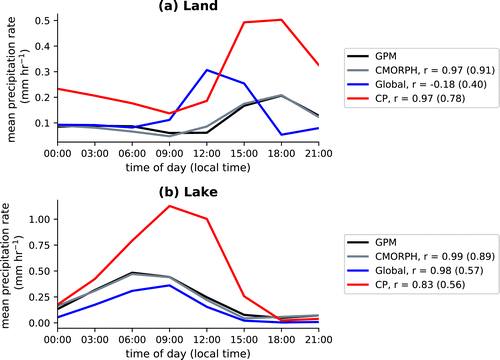 (a) Land
mean precipitation rate
(mm hr⁻¹)
0.5
0.4
0.3
0.2
0.1
00:00 03:00 06:00 09:00 12:00 15:00 18:00 21:00
time of day (local time)
GPM
CMORPH, r = 0.97 (0.91)
Global, r = -0.18 (0.40)
CP, r = 0.97 (0.78)
(b) Lake
mean precipitation rate
(mm hr⁻¹)
1.00
0.75
0.50
0.25
0.00
00:00 03:00 06:00 09:00 12:00 15:00 18:00 21:00
time of day (local time)
GPM
CMORPH, r = 0.99 (0.89)
Global, r = 0.98 (0.57)
CP, r = 0.83 (0.56)